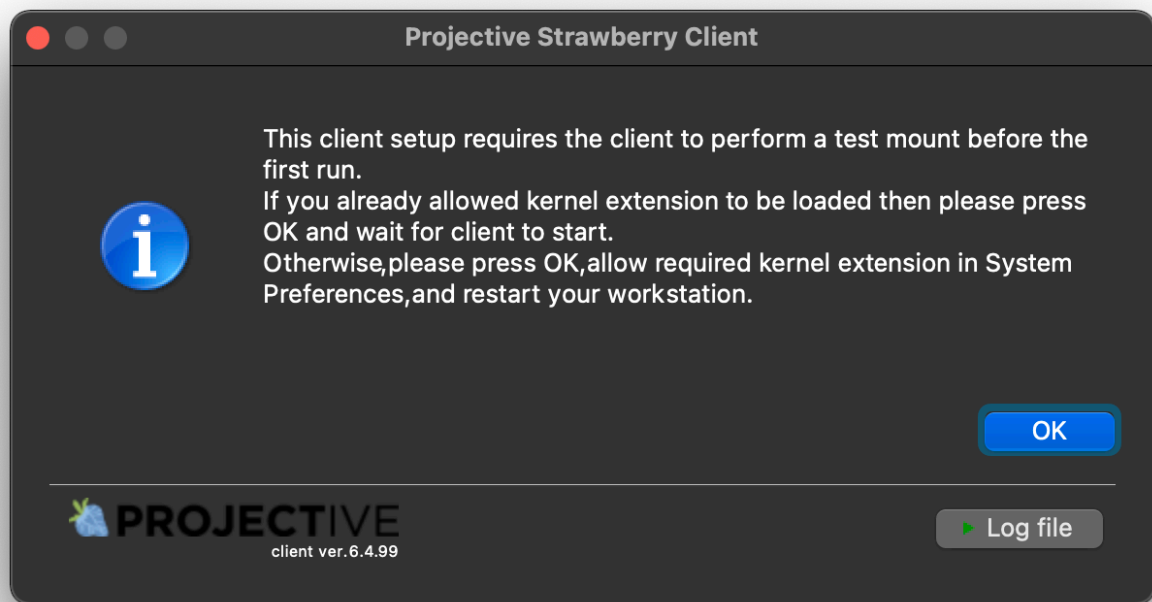 Projective Strawberry Client
This client setup requires the client to perform a test mount before the
first run.
If you already allowed kernel extension to be loaded then please press
OK and wait for client to start.
Otherwise,please press OK,allow required kernel extension in System
Preferences,and restart your workstation.
OK
PROJECTIVE
client ver.6.4.99
Log file